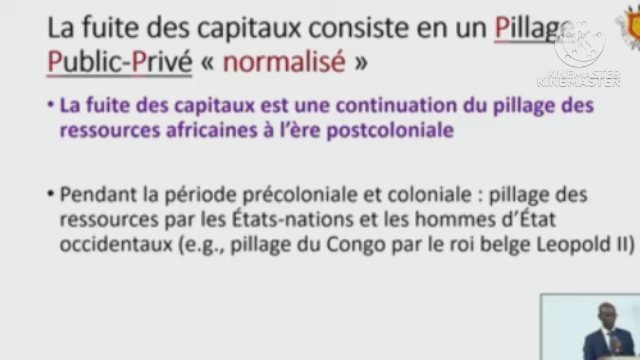 La fuite des capitaux consiste en un Pillage
Public-Privé « normalisé »
KINEMASTER
KINEMASTER
• La fuite des capitaux est une continuation du pillage des
ressources africaines à l'ère postcoloniale
• Pendant la période précoloniale et coloniale : pillage des
ressources par les États-nations et les hommes d'État
occidentaux (e.g., pillage du Congo par le roi belge Leopold II)